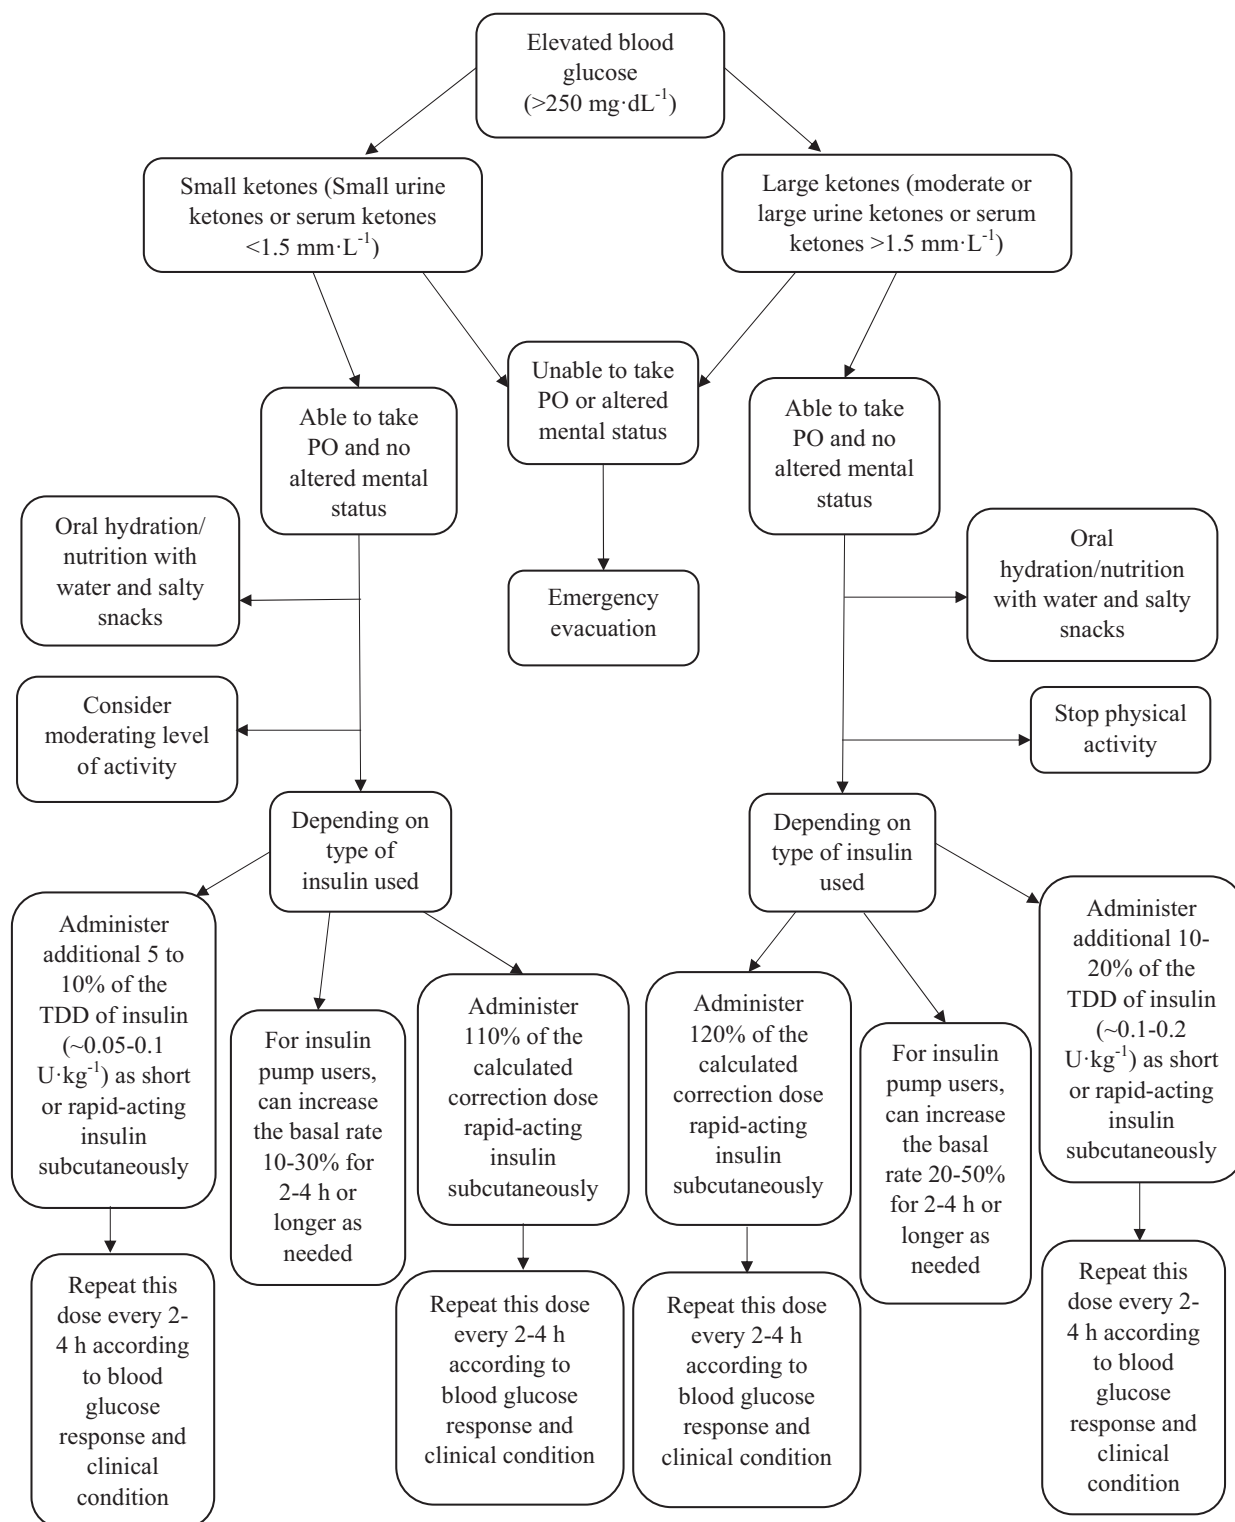 Elevated blood
glucose
(>250 mg·dL⁻¹)
Small ketones (Small urine
ketones or serum ketones
<1.5 mm·L⁻¹)
Large ketones (moderate or
large urine ketones or serum
ketones >1.5 mm·L⁻¹)
Unable to take
PO or altered
mental status
Able to take
PO and no
altered mental
status
Able to take
PO and no
altered mental
status
Oral hydration/
nutrition with
water and salty
snacks
Emergency
evacuation
Oral
hydration/nutrition
with water and salty
snacks
Consider
moderating level
of activity
Stop physical
activity
Depending on
type of
insulin used
Depending on
type of insulin
used
Administer
additional 5 to
10% of the
TDD of insulin
(~0.05-0.1
U·kg⁻¹) as short
or rapid-acting
insulin
subcutaneously
For insulin
pump users,
can increase
the basal rate
10-30% for
2-4 h or
longer as
needed
Administer
110% of the
calculated
correction dose
rapid-acting
insulin
subcutaneously
Administer
120% of the
calculated
correction dose
rapid-acting
insulin
subcutaneously
For insulin
pump users,
can increase
the basal
rate 20-50%
for 2-4 h or
longer as
needed
Administer
additional 10-
20% of the
TDD of insulin
(~0.1-0.2
U·kg⁻¹) as short
or rapid-acting
insulin
subcutaneously
Repeat this
dose every 2-
4 h according
to blood
glucose
response and
clinical
condition
Repeat this dose
every 2-4 h
according to
blood glucose
response and
clinical condition
Repeat this dose
every 2-4 h
according to
blood glucose
response and
clinical condition
Repeat this
dose every 2-
4 h according
to blood
glucose
response and
clinical
condition